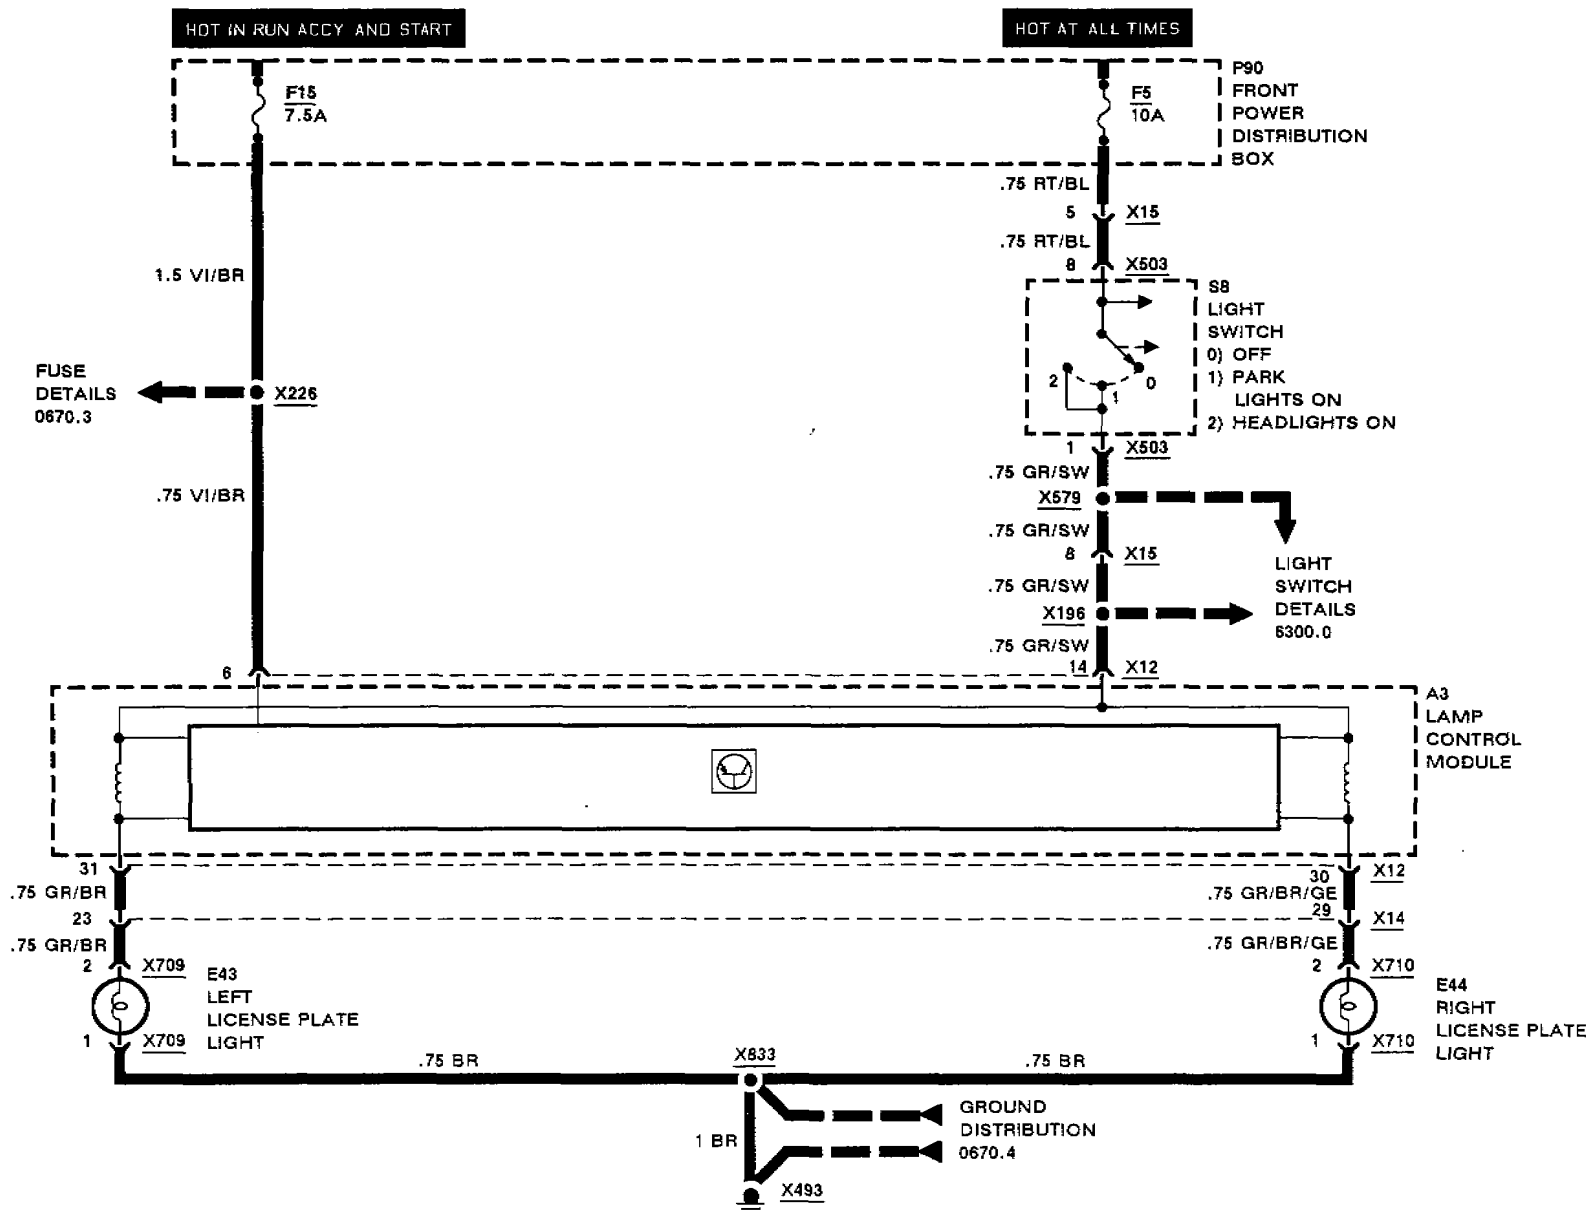 HOT IN RUN ACCY AND START
HOT AT ALL TIMES
F15
7.5A
F5
10A
P90
FRONT
POWER
DISTRIBUTION
BOX
.75 RT/BL
5 X15
.75 RT/BL
8 X503
1.5 VI/BR
S8
LIGHT
SWITCH
0) OFF
1) PARK
LIGHTS ON
2) HEADLIGHTS ON
2 1 0
FUSE
DETAILS
0670.3
X226
1 X503
.75 GR/SW
X579
.75 VI/BR
.75 GR/SW
8 X15
.75 GR/SW
X196
.75 GR/SW
LIGHT
SWITCH
DETAILS
6300.0
6
14 X12
A3
LAMP
CONTROL
MODULE
31
30 X12
.75 GR/BR
.75 GR/BR/GE
23
29 X14
.75 GR/BR
.75 GR/BR/GE
2 X709
2 X710
E43
LEFT
LICENSE PLATE
LIGHT
E44
RIGHT
LICENSE PLATE
LIGHT
1 X709
1 X710
.75 BR
X833
.75 BR
GROUND
DISTRIBUTION
0670.4
1 BR
X493